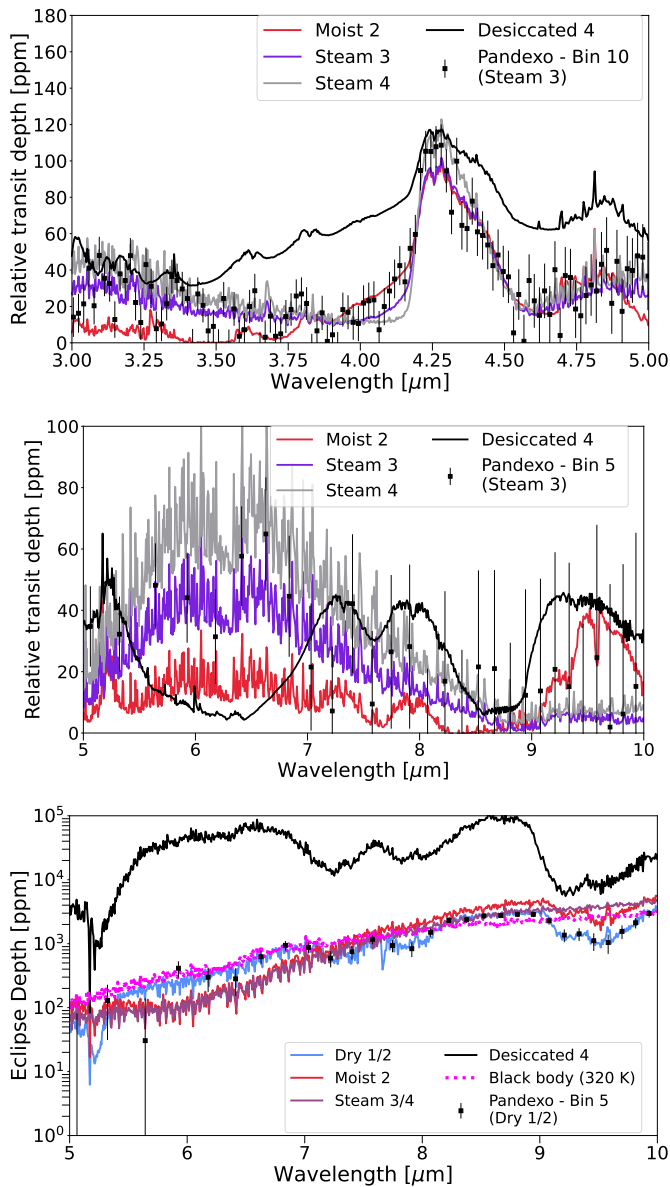 180
160
140
120
100
80
60
40
20
0
Relative transit depth [ppm]
Moist 2
Steam 3
Steam 4
Desiccated 4
Pandexo - Bin 10
(Steam 3)
3.00 3.25 3.50 3.75 4.00 4.25 4.50 4.75 5.00
Wavelength [μm]
100
80
60
40
20
0
Relative transit depth [ppm]
Moist 2
Steam 3
Steam 4
Desiccated 4
Pandexo - Bin 5
(Steam 3)
5 6 7 8 9 10
Wavelength [μm]
10⁵
10⁴
10³
10²
10¹
10⁰
Eclipse Depth [ppm]
Dry 1/2
Moist 2
Steam 3/4
Desiccated 4
Black body (320 K)
Pandexo - Bin 5
(Dry 1/2)
5 6 7 8 9 10
Wavelength [μm]